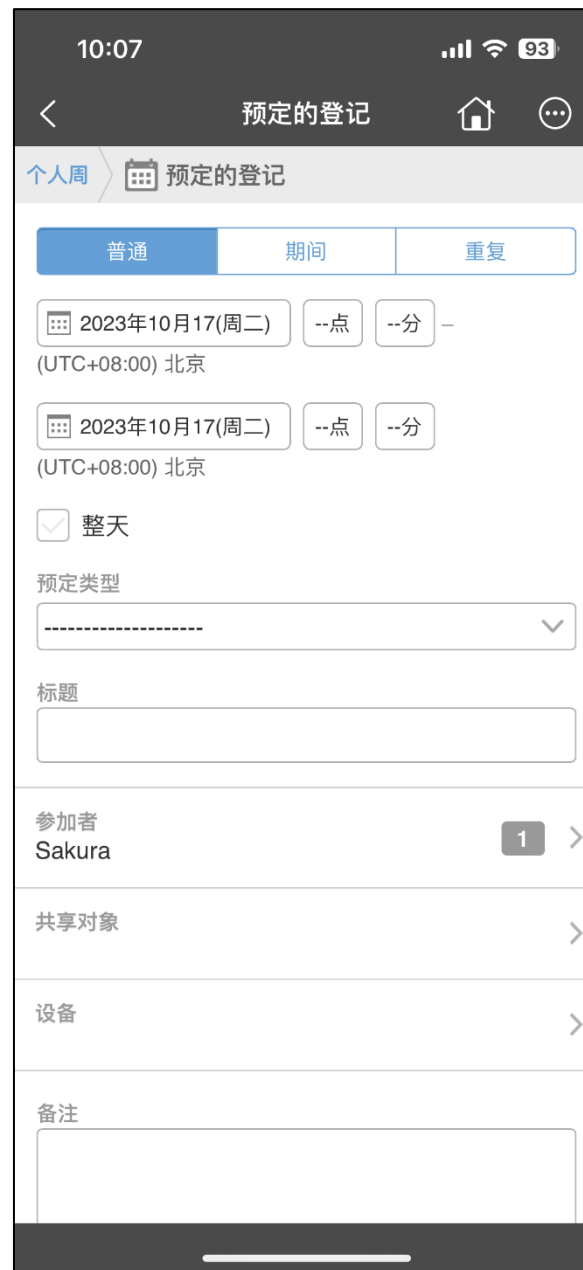 10:07
93
预定的登记
个人周
预定的登记
普通
期间
重复
2023年10月17(周二)
--点
--分
–
(UTC+08:00) 北京
2023年10月17(周二)
--点
--分
(UTC+08:00) 北京
整天
预定类型
--------------------
标题
参加者
Sakura
1
共享对象
设备
备注